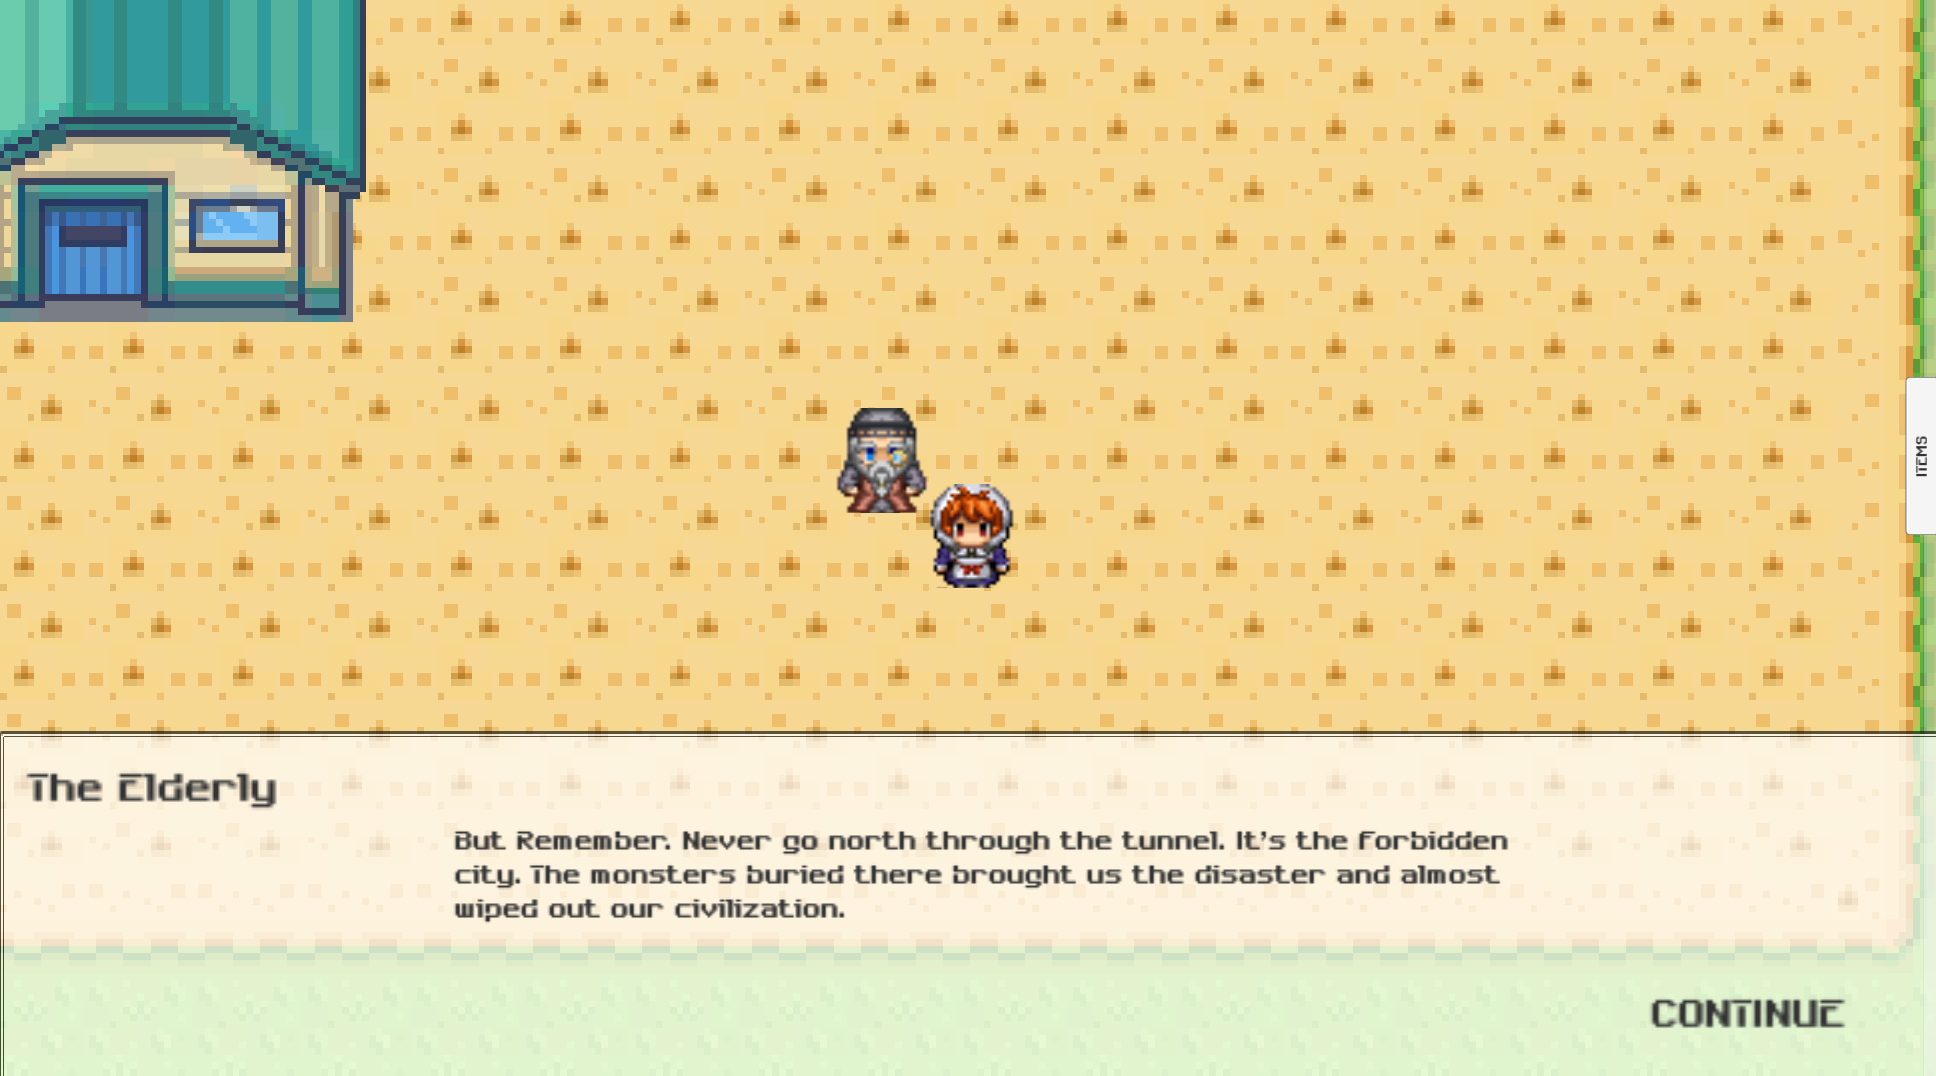 ITEMS
The Elderly
But Remember. Never go north through the tunnel. It's the forbidden
city. The monsters buried there brought us the disaster and almost
wiped out our civilization.
CONTINUE